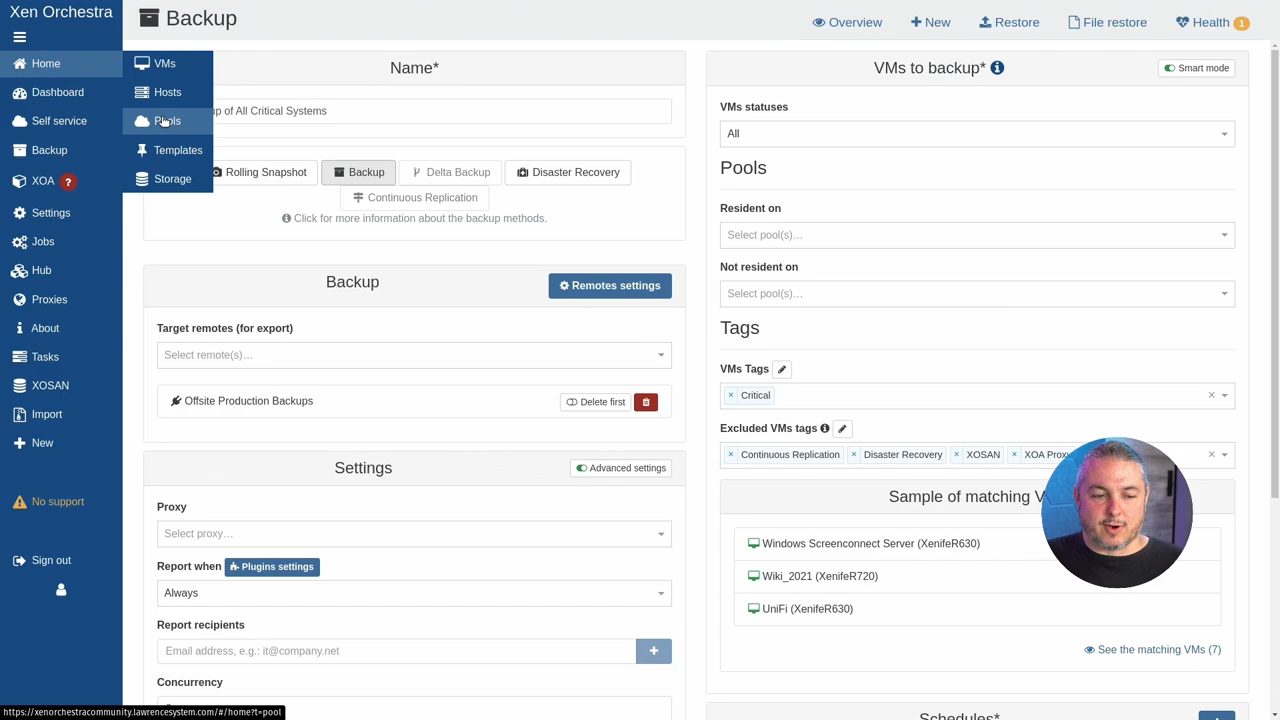 Xen Orchestra
Home
Dashboard
Self service
Backup
XOA ?
Settings
Jobs
Hub
Proxies
About
Tasks
XOSAN
Import
New
No support
Sign out
VMs
Hosts
Pools
Templates
Storage
Backup
Overview
New
Restore
File restore
Health 1
Name*
up of All Critical Systems
Rolling Snapshot
Backup
Delta Backup
Disaster Recovery
Continuous Replication
Click for more information about the backup methods.
Backup
Remotes settings
Target remotes (for export)
Select remote(s)…
Offsite Production Backups
Delete first
Settings
Advanced settings
Proxy
Select proxy…
Report when
Plugins settings
Always
Report recipients
Email address, e.g.: it@company.net
Concurrency
VMs to backup*
Smart mode
VMs statuses
All
Pools
Resident on
Select pool(s)…
Not resident on
Select pool(s)…
Tags
VMs Tags
× Critical ×
Excluded VMs tags
× Continuous Replication × Disaster Recovery × XOSAN × XOA Proxy ×
Sample of matching
Windows Screenconnect Server (XenifeR630)
Wiki_2021 (XenifeR720)
UniFi (XenifeR630)
See the matching VMs (7)
Schedules*
https://xenorchestracommunity.lawrencesystem.com/#/home?t=pool